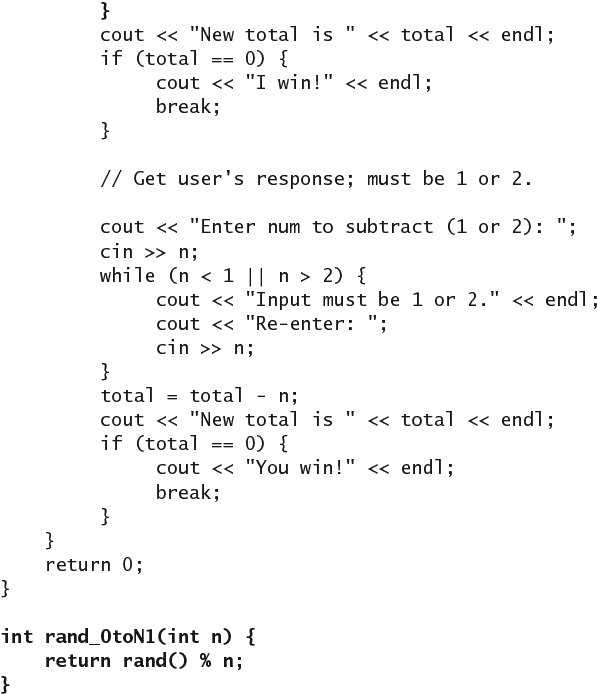 }
cout << "New total is " << total << endl;
if (total == 0) {
cout << "I win!" << endl;
break;
}
// Get user's response; must be 1 or 2.
cout << "Enter num to subtract (1 or 2): ";
cin >> n;
while (n < 1 || n > 2) {
cout << "Input must be 1 or 2." << endl;
cout << "Re-enter: ";
cin >> n;
}
total = total - n;
cout << "New total is " << total << endl;
if (total == 0) {
cout << "You win!" << endl;
break;
}
}
return 0;
}
int rand_0toN1(int n) {
return rand() % n;
}